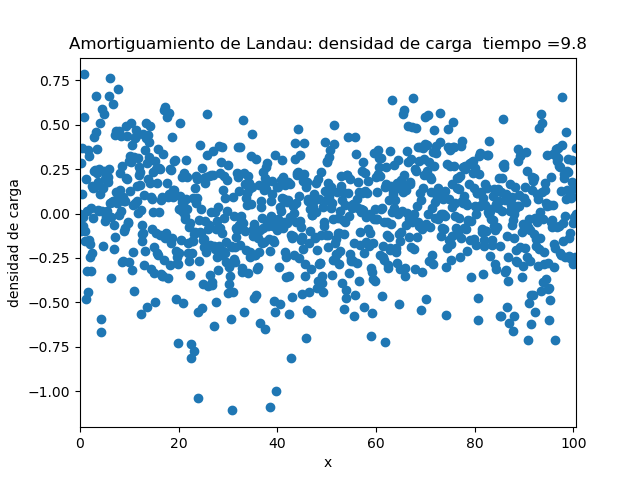 Amortiguamiento de Landau: densidad de carga  tiempo =9.8
densidad de carga
0.75
0.50
0.25
0.00
−0.25
−0.50
−0.75
−1.00
0 20 40 60 80 100
x